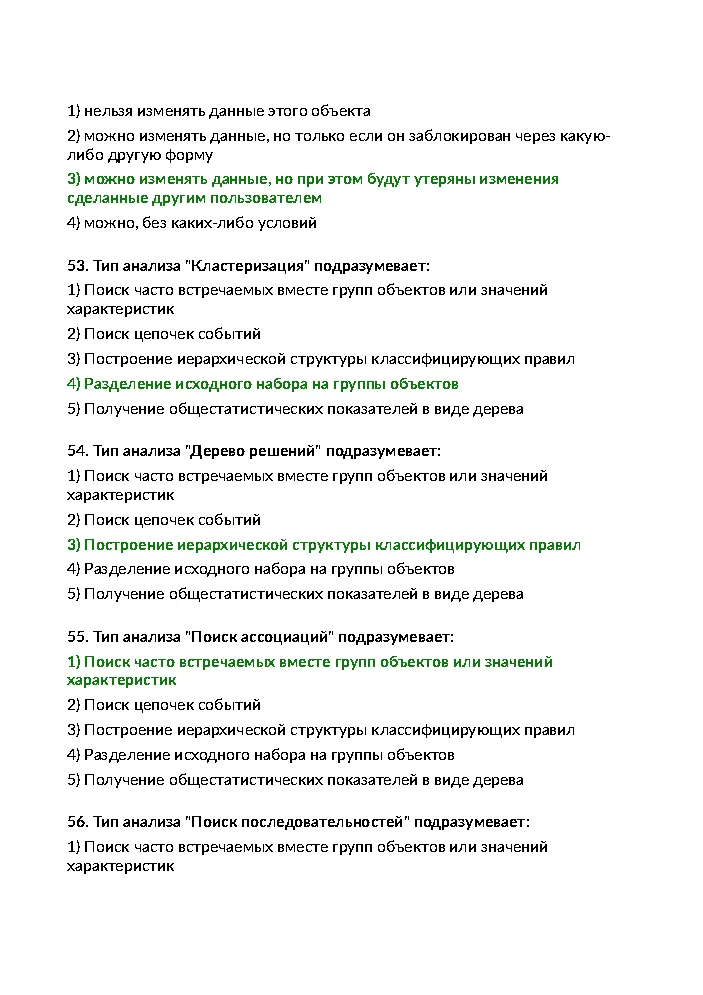 1) нельзя изменять данные этого объекта
2) можно изменять данные, но только если он заблокирован через какую-
либо другую форму
3) можно изменять данные, но при этом будут утеряны изменения
сделанные другим пользователем
4) можно, без каких-либо условий
53. Тип анализа "Кластеризация" подразумевает:
1) Поиск часто встречаемых вместе групп объектов или значений
характеристик
2) Поиск цепочек событий
3) Построение иерархической структуры классифицирующих правил
4) Разделение исходного набора на группы объектов
5) Получение общестатистических показателей в виде дерева
54. Тип анализа "Дерево решений" подразумевает:
1) Поиск часто встречаемых вместе групп объектов или значений
характеристик
2) Поиск цепочек событий
3) Построение иерархической структуры классифицирующих правил
4) Разделение исходного набора на группы объектов
5) Получение общестатистических показателей в виде дерева
55. Тип анализа "Поиск ассоциаций" подразумевает:
1) Поиск часто встречаемых вместе групп объектов или значений
характеристик
2) Поиск цепочек событий
3) Построение иерархической структуры классифицирующих правил
4) Разделение исходного набора на группы объектов
5) Получение общестатистических показателей в виде дерева
56. Тип анализа "Поиск последовательностей" подразумевает:
1) Поиск часто встречаемых вместе групп объектов или значений
характеристик